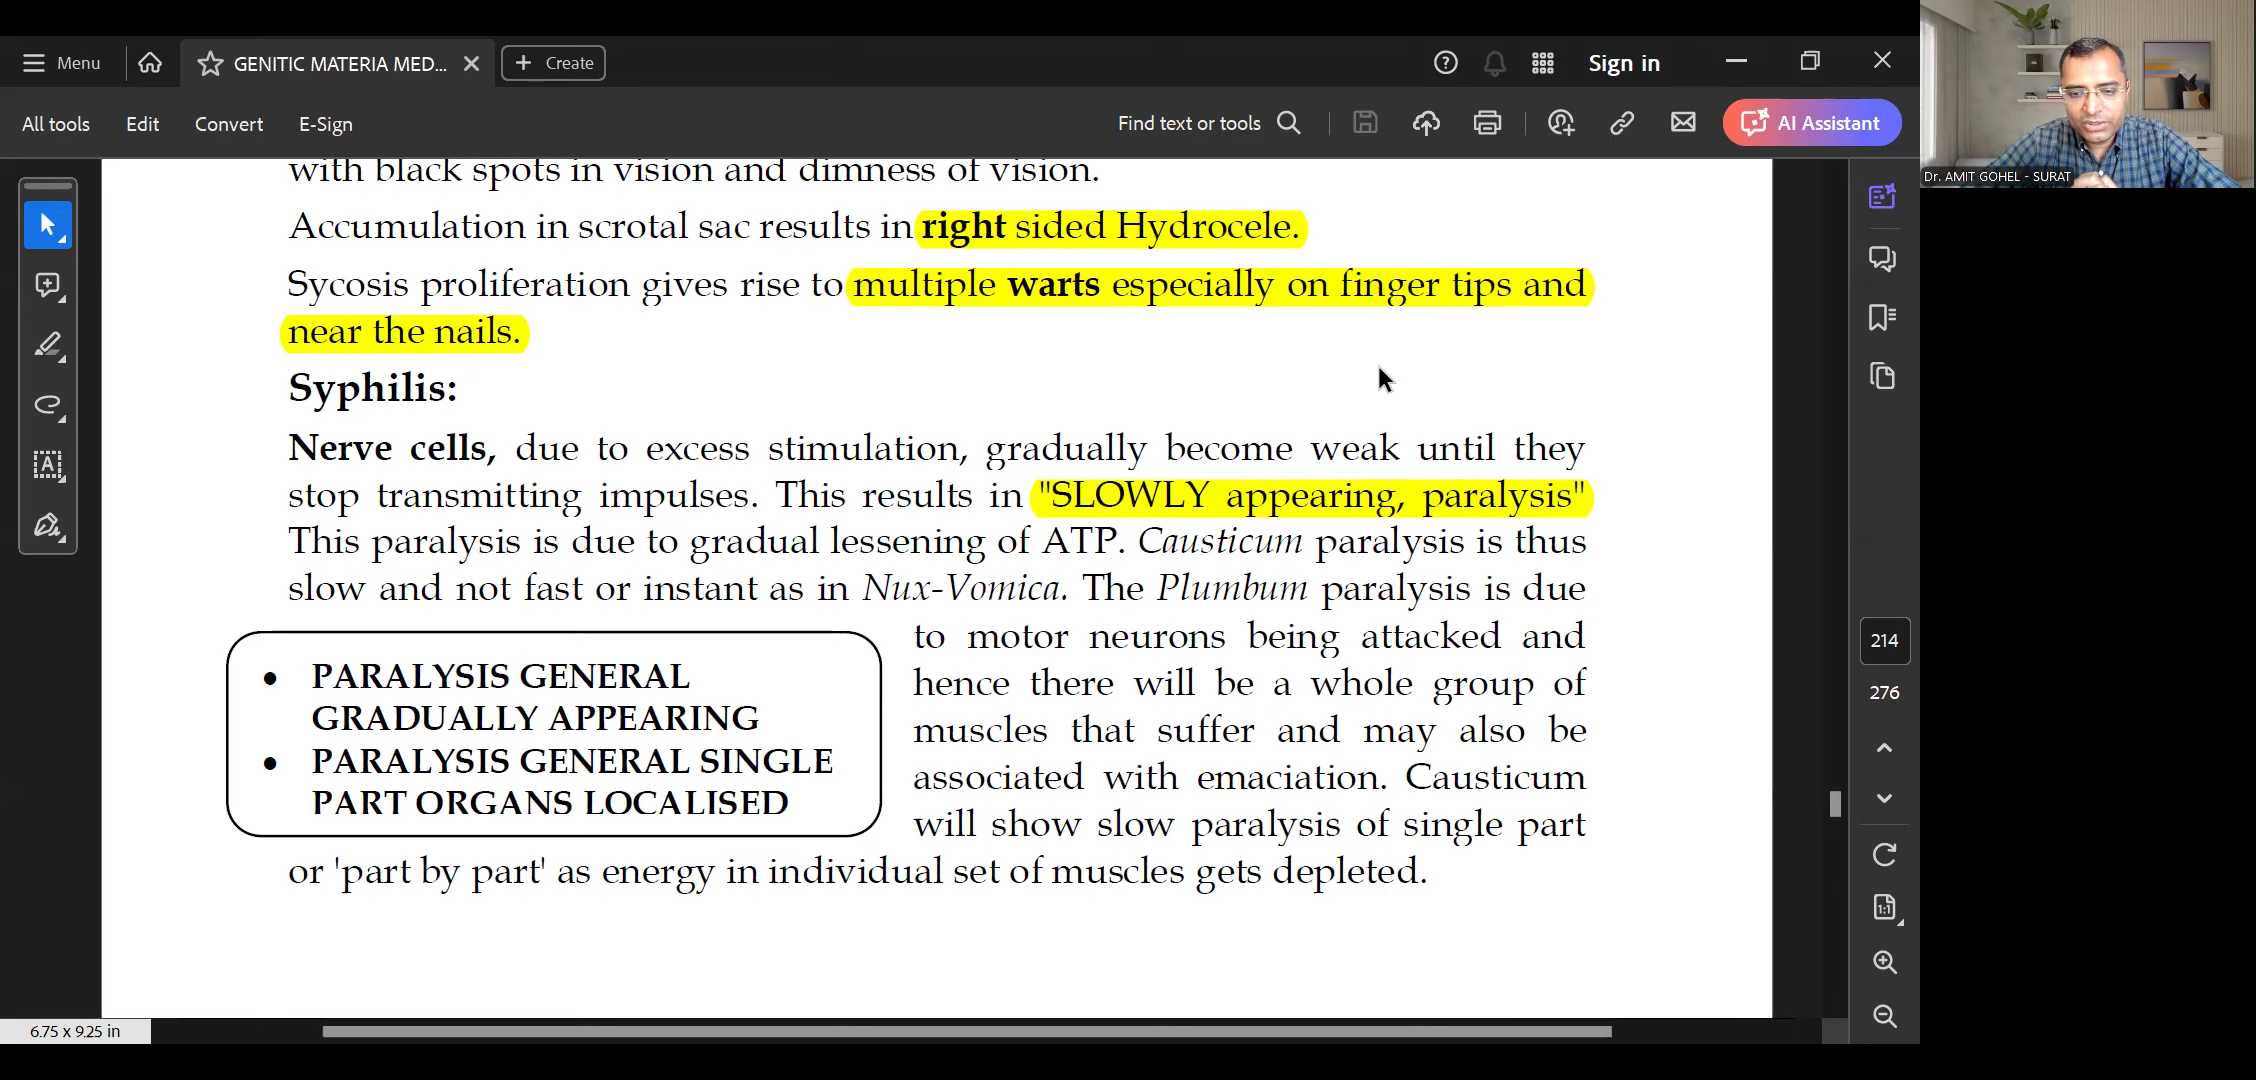 Menu
GENITIC MATERIA MED...
Create
Sign in
All tools
Edit
Convert
E-Sign
Find text or tools
AI Assistant
Dr. AMIT GOHEL - SURAT
with black spots in vision and dimness of vision.
Accumulation in scrotal sac results in right sided Hydrocele.
Sycosis proliferation gives rise to multiple warts especially on finger tips and
near the nails.
Syphilis:
Nerve cells, due to excess stimulation, gradually become weak until they
stop transmitting impulses. This results in "SLOWLY appearing, paralysis"
This paralysis is due to gradual lessening of ATP. Causticum paralysis is thus
slow and not fast or instant as in Nux-Vomica. The Plumbum paralysis is due
to motor neurons being attacked and
hence there will be a whole group of
muscles that suffer and may also be
associated with emaciation. Causticum
will show slow paralysis of single part
or 'part by part' as energy in individual set of muscles gets depleted.
• PARALYSIS GENERAL
GRADUALLY APPEARING
• PARALYSIS GENERAL SINGLE
PART ORGANS LOCALISED
214
276
1:1
6.75 x 9.25 in